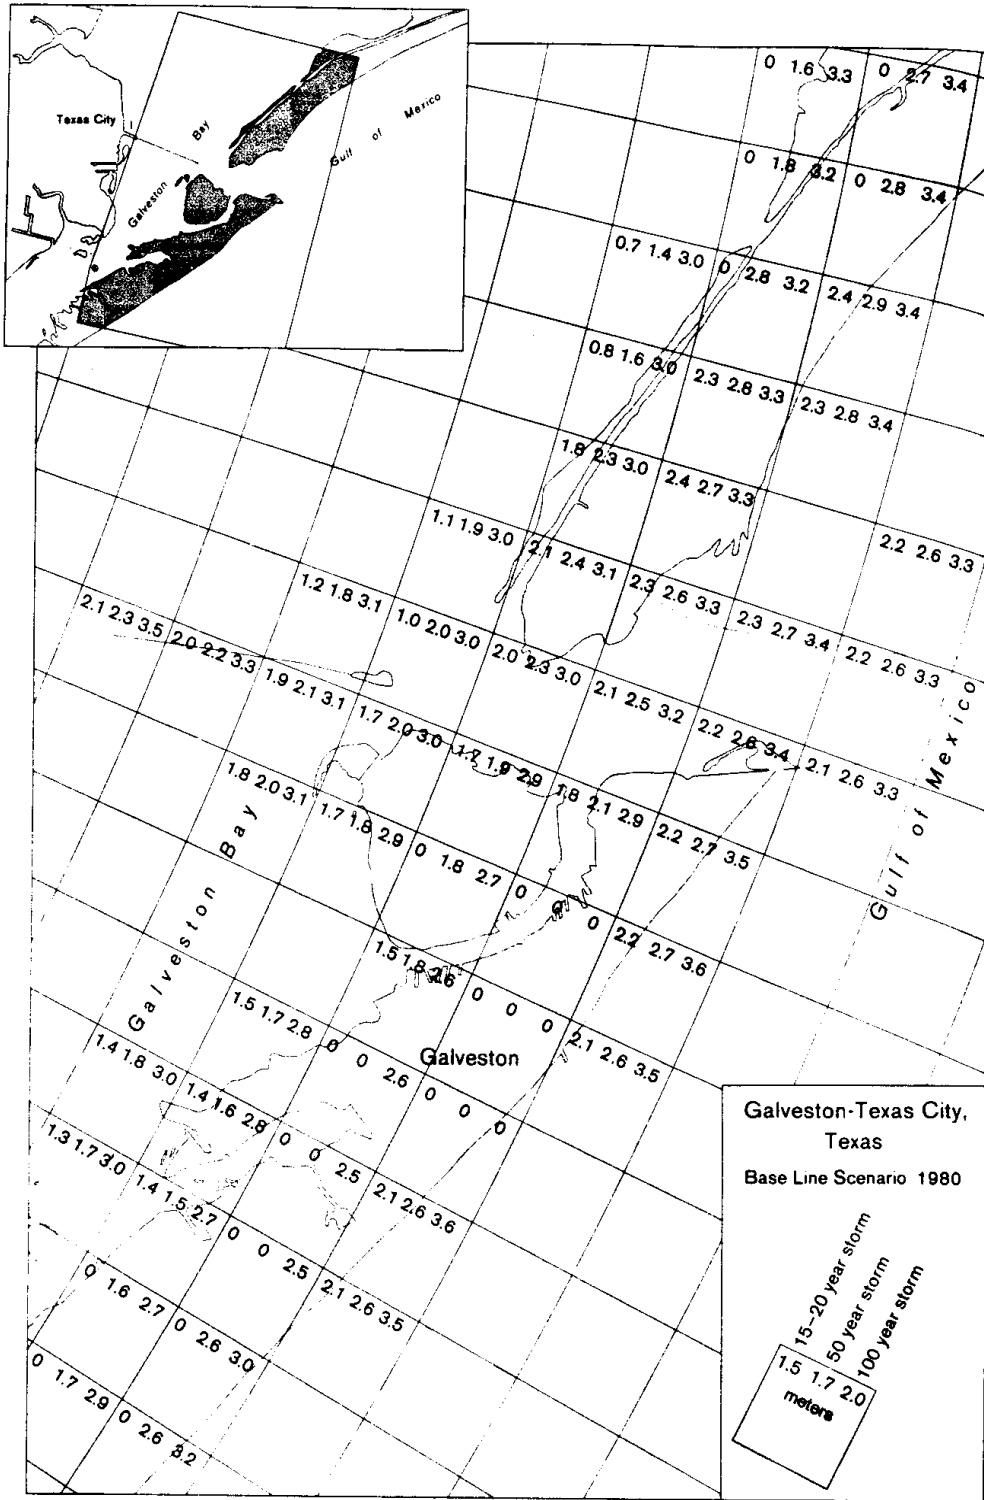 Texas City
Bay
Galveston
Gulf of Mexico
0 1.6 3.3 0 2.7 3.4
0 1.8 3.2 0 2.8 3.4
0.7 1.4 3.0 0 2.8 3.2 2.4 2.9 3.4
0.8 1.6 3.0 2.3 2.8 3.3 2.3 2.8 3.4
1.8 2.3 3.0 2.4 2.7 3.3
2.2 2.6 3.3
1.1 1.9 3.0 2.1 2.4 3.1 2.3 2.6 3.3 2.3 2.7 3.4 2.2 2.6 3.3
1.2 1.8 3.1 1.0 2.0 3.0 2.0 2.3 3.0 2.1 2.5 3.2 2.2 2.8 3.4 2.1 2.6 3.3
2.1 2.3 3.5 2.0 2.2 3.3 1.9 2.1 3.1 1.7 2.0 3.0 1.7 1.9 2.9 1.8 2.1 2.9 2.2 2.7 3.5
1.8 2.0 3.1 1.7 1.8 2.9 0 1.8 2.7 0 0 0 2.2 2.7 3.6
1.5 1.8 2.6 0 0 0 2.1 2.6 3.5
1.5 1.7 2.8 0 0 2.6 0 0 0
1.4 1.8 3.0 1.4 1.6 2.8 0 0 2.5 2.1 2.6 3.6
1.3 1.7 3.0 1.4 1.5 2.7 0 0 2.5 2.1 2.6 3.5
0 1.6 2.7 0 2.6 3.0
0 1.7 2.9 0 2.6 3.2
Galveston Bay
Gulf of Mexico
Galveston
Galveston-Texas City,
Texas
Base Line Scenario 1980
15-20 year storm
50 year storm
100 year storm
1.5 1.7 2.0
meters